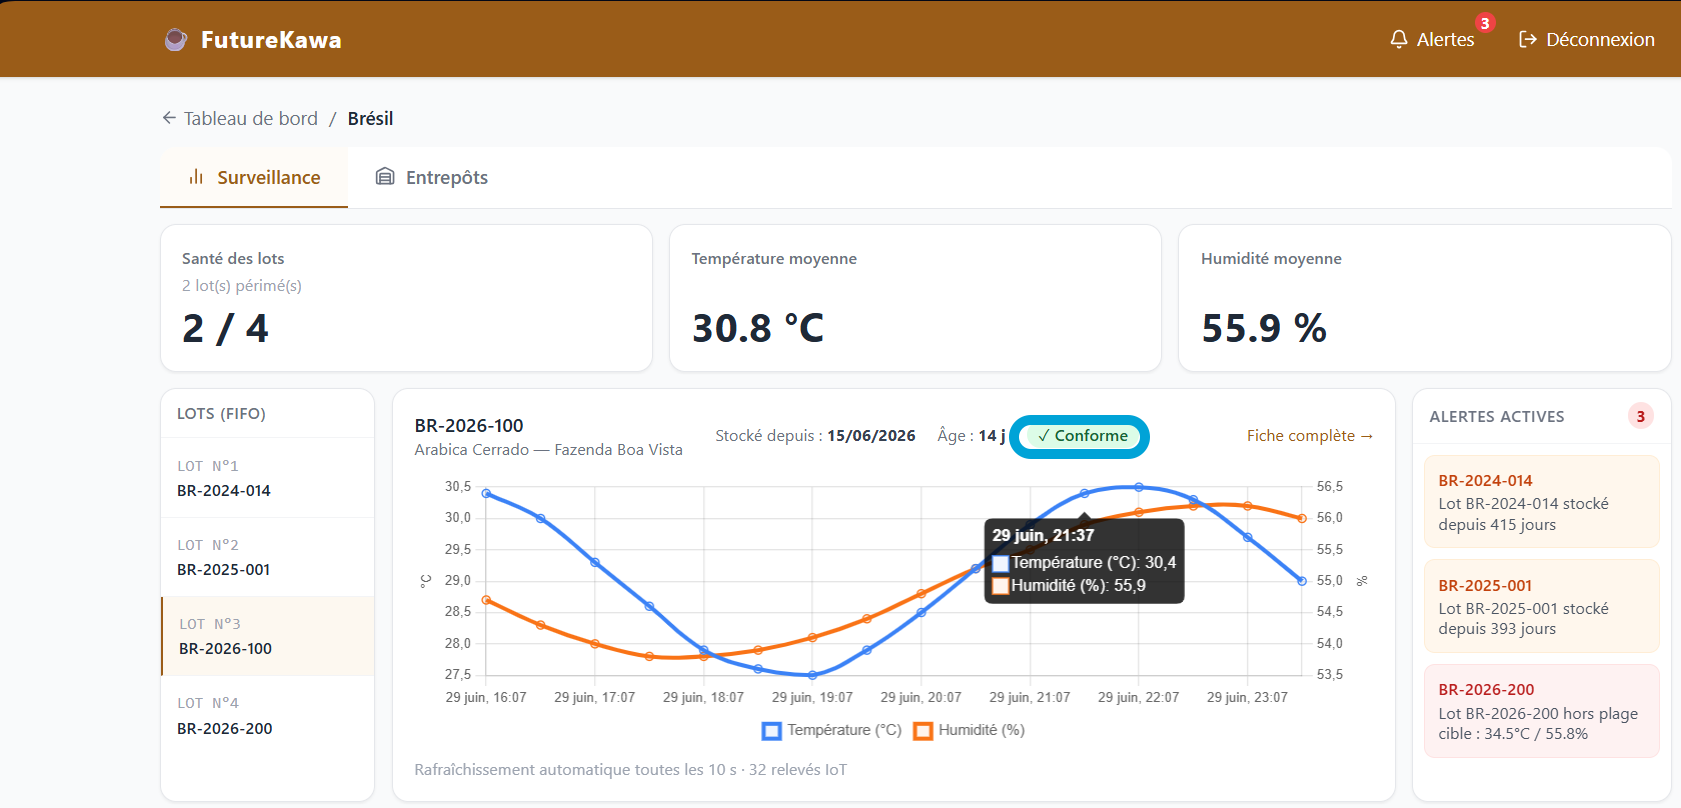 FutureKawa
Alertes 3
Déconnexion
← Tableau de bord / Brésil
Surveillance
Entrepôts
Santé des lots
2 lot(s) périmé(s)
2 / 4
Température moyenne
30.8 °C
Humidité moyenne
55.9 %
LOTS (FIFO)
LOT N°1
BR-2024-014
LOT N°2
BR-2025-001
LOT N°3
BR-2026-100
LOT N°4
BR-2026-200
BR-2026-100
Arabica Cerrado — Fazenda Boa Vista
Stocké depuis : 15/06/2026
Âge : 14 j
✓ Conforme
Fiche complète →
30,5
30,0
29,5
29,0
28,5
28,0
27,5
°C
56,5
56,0
55,5
55,0
54,5
54,0
53,5
%
29 juin, 21:37
Température (°C): 30,4
Humidité (%): 55,9
29 juin, 16:07
29 juin, 17:07
29 juin, 18:07
29 juin, 19:07
29 juin, 20:07
29 juin, 21:07
29 juin, 22:07
29 juin, 23:07
Température (°C)
Humidité (%)
Rafraîchissement automatique toutes les 10 s · 32 relevés IoT
ALERTES ACTIVES
3
BR-2024-014
Lot BR-2024-014 stocké
depuis 415 jours
BR-2025-001
Lot BR-2025-001 stocké
depuis 393 jours
BR-2026-200
Lot BR-2026-200 hors plage
cible : 34.5°C / 55.8%